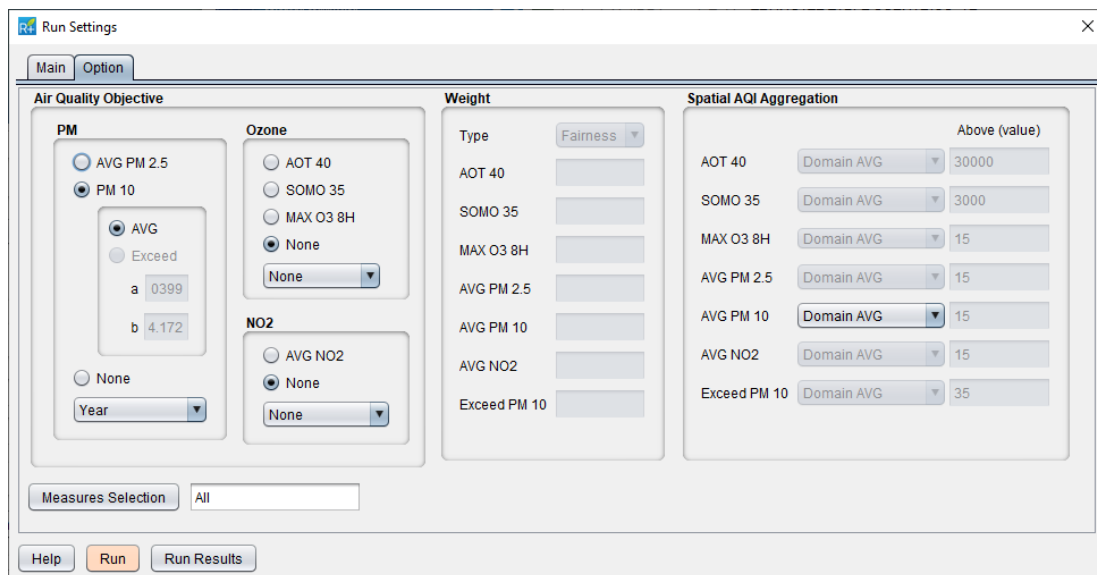 R+ Run Settings
Main Option
Air Quality Objective
PM
AVG PM 2.5
PM 10
AVG
Exceed
a 0399
b 4.172
None
Year
Ozone
AOT 40
SOMO 35
MAX O3 8H
None
None
NO2
AVG NO2
None
None
Weight
Type Fairness
AOT 40
SOMO 35
MAX O3 8H
AVG PM 2.5
AVG PM 10
AVG NO2
Exceed PM 10
Spatial AQI Aggregation
Above (value)
AOT 40 Domain AVG 30000
SOMO 35 Domain AVG 3000
MAX O3 8H Domain AVG 15
AVG PM 2.5 Domain AVG 15
AVG PM 10 Domain AVG 15
AVG NO2 Domain AVG 15
Exceed PM 10 Domain AVG 35
Measures Selection All
Help Run Run Results